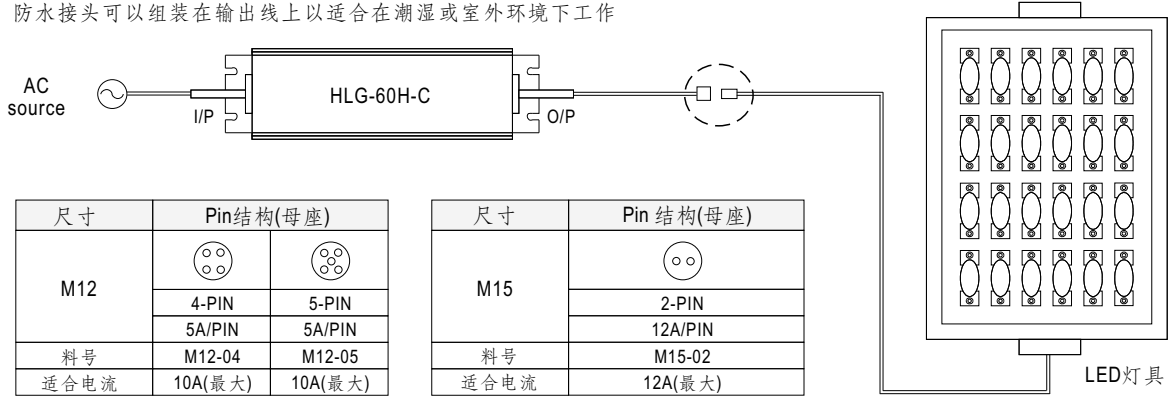 防水接头可以组装在输出线上以适合在潮湿或室外环境下工作
AC
source
I/P
HLG-60H-C
O/P
尺寸 Pin结构(母座)
M12
4-PIN 5-PIN
5A/PIN 5A/PIN
料号 M12-04 M12-05
适合电流 10A(最大) 10A(最大)
尺寸 Pin 结构(母座)
M15
2-PIN
12A/PIN
料号 M15-02
适合电流 12A(最大)
LED灯具